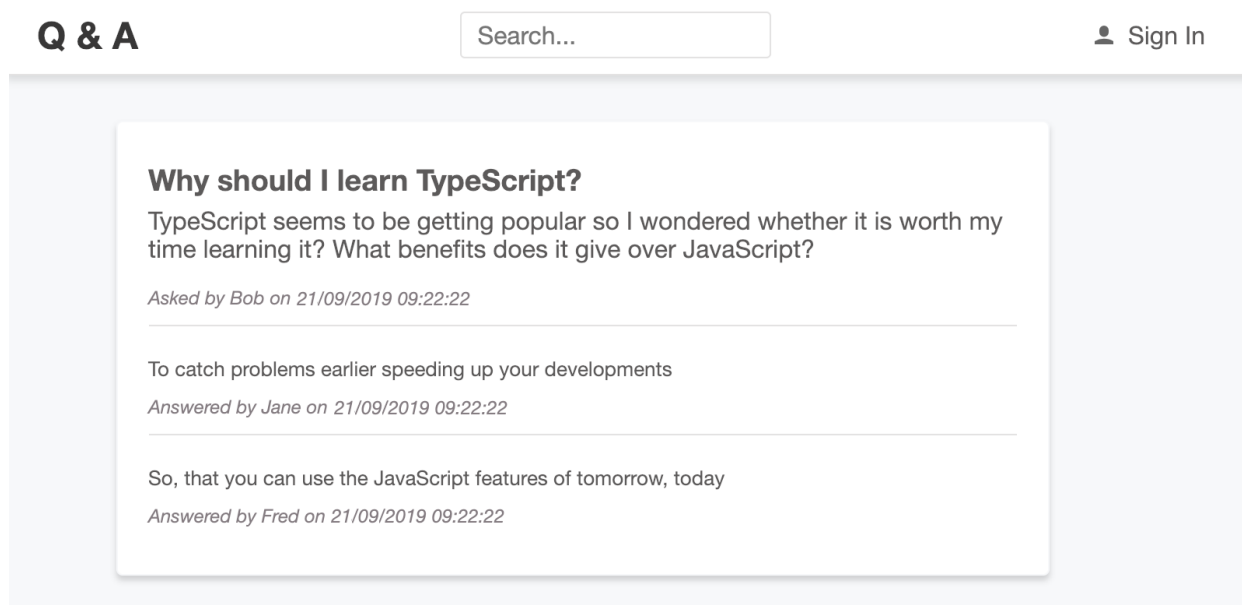 Q & A
Search...
Sign In
Why should I learn TypeScript?
TypeScript seems to be getting popular so I wondered whether it is worth my
time learning it? What benefits does it give over JavaScript?
Asked by Bob on 21/09/2019 09:22:22
To catch problems earlier speeding up your developments
Answered by Jane on 21/09/2019 09:22:22
So, that you can use the JavaScript features of tomorrow, today
Answered by Fred on 21/09/2019 09:22:22